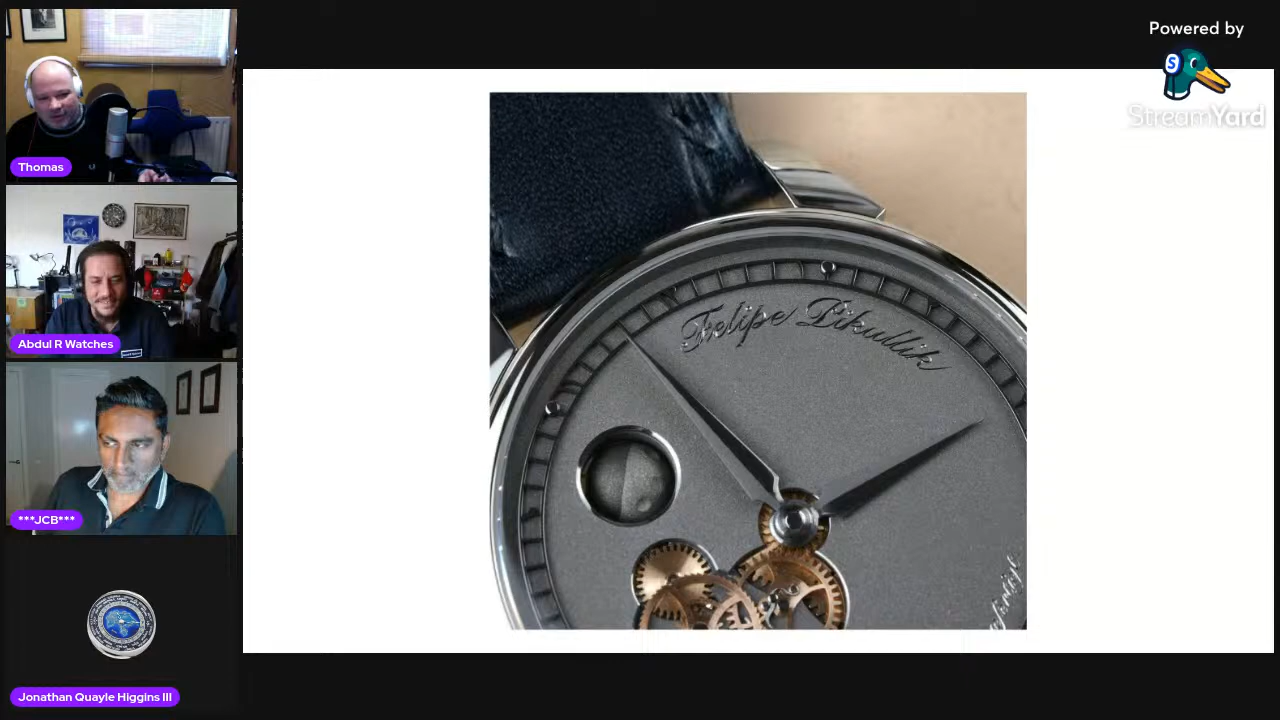 Powered by
StreamYard
S
Thomas
Abdul R Watches
***JCB***
Jonathan Quayle Higgins III
Felipe Pikullik